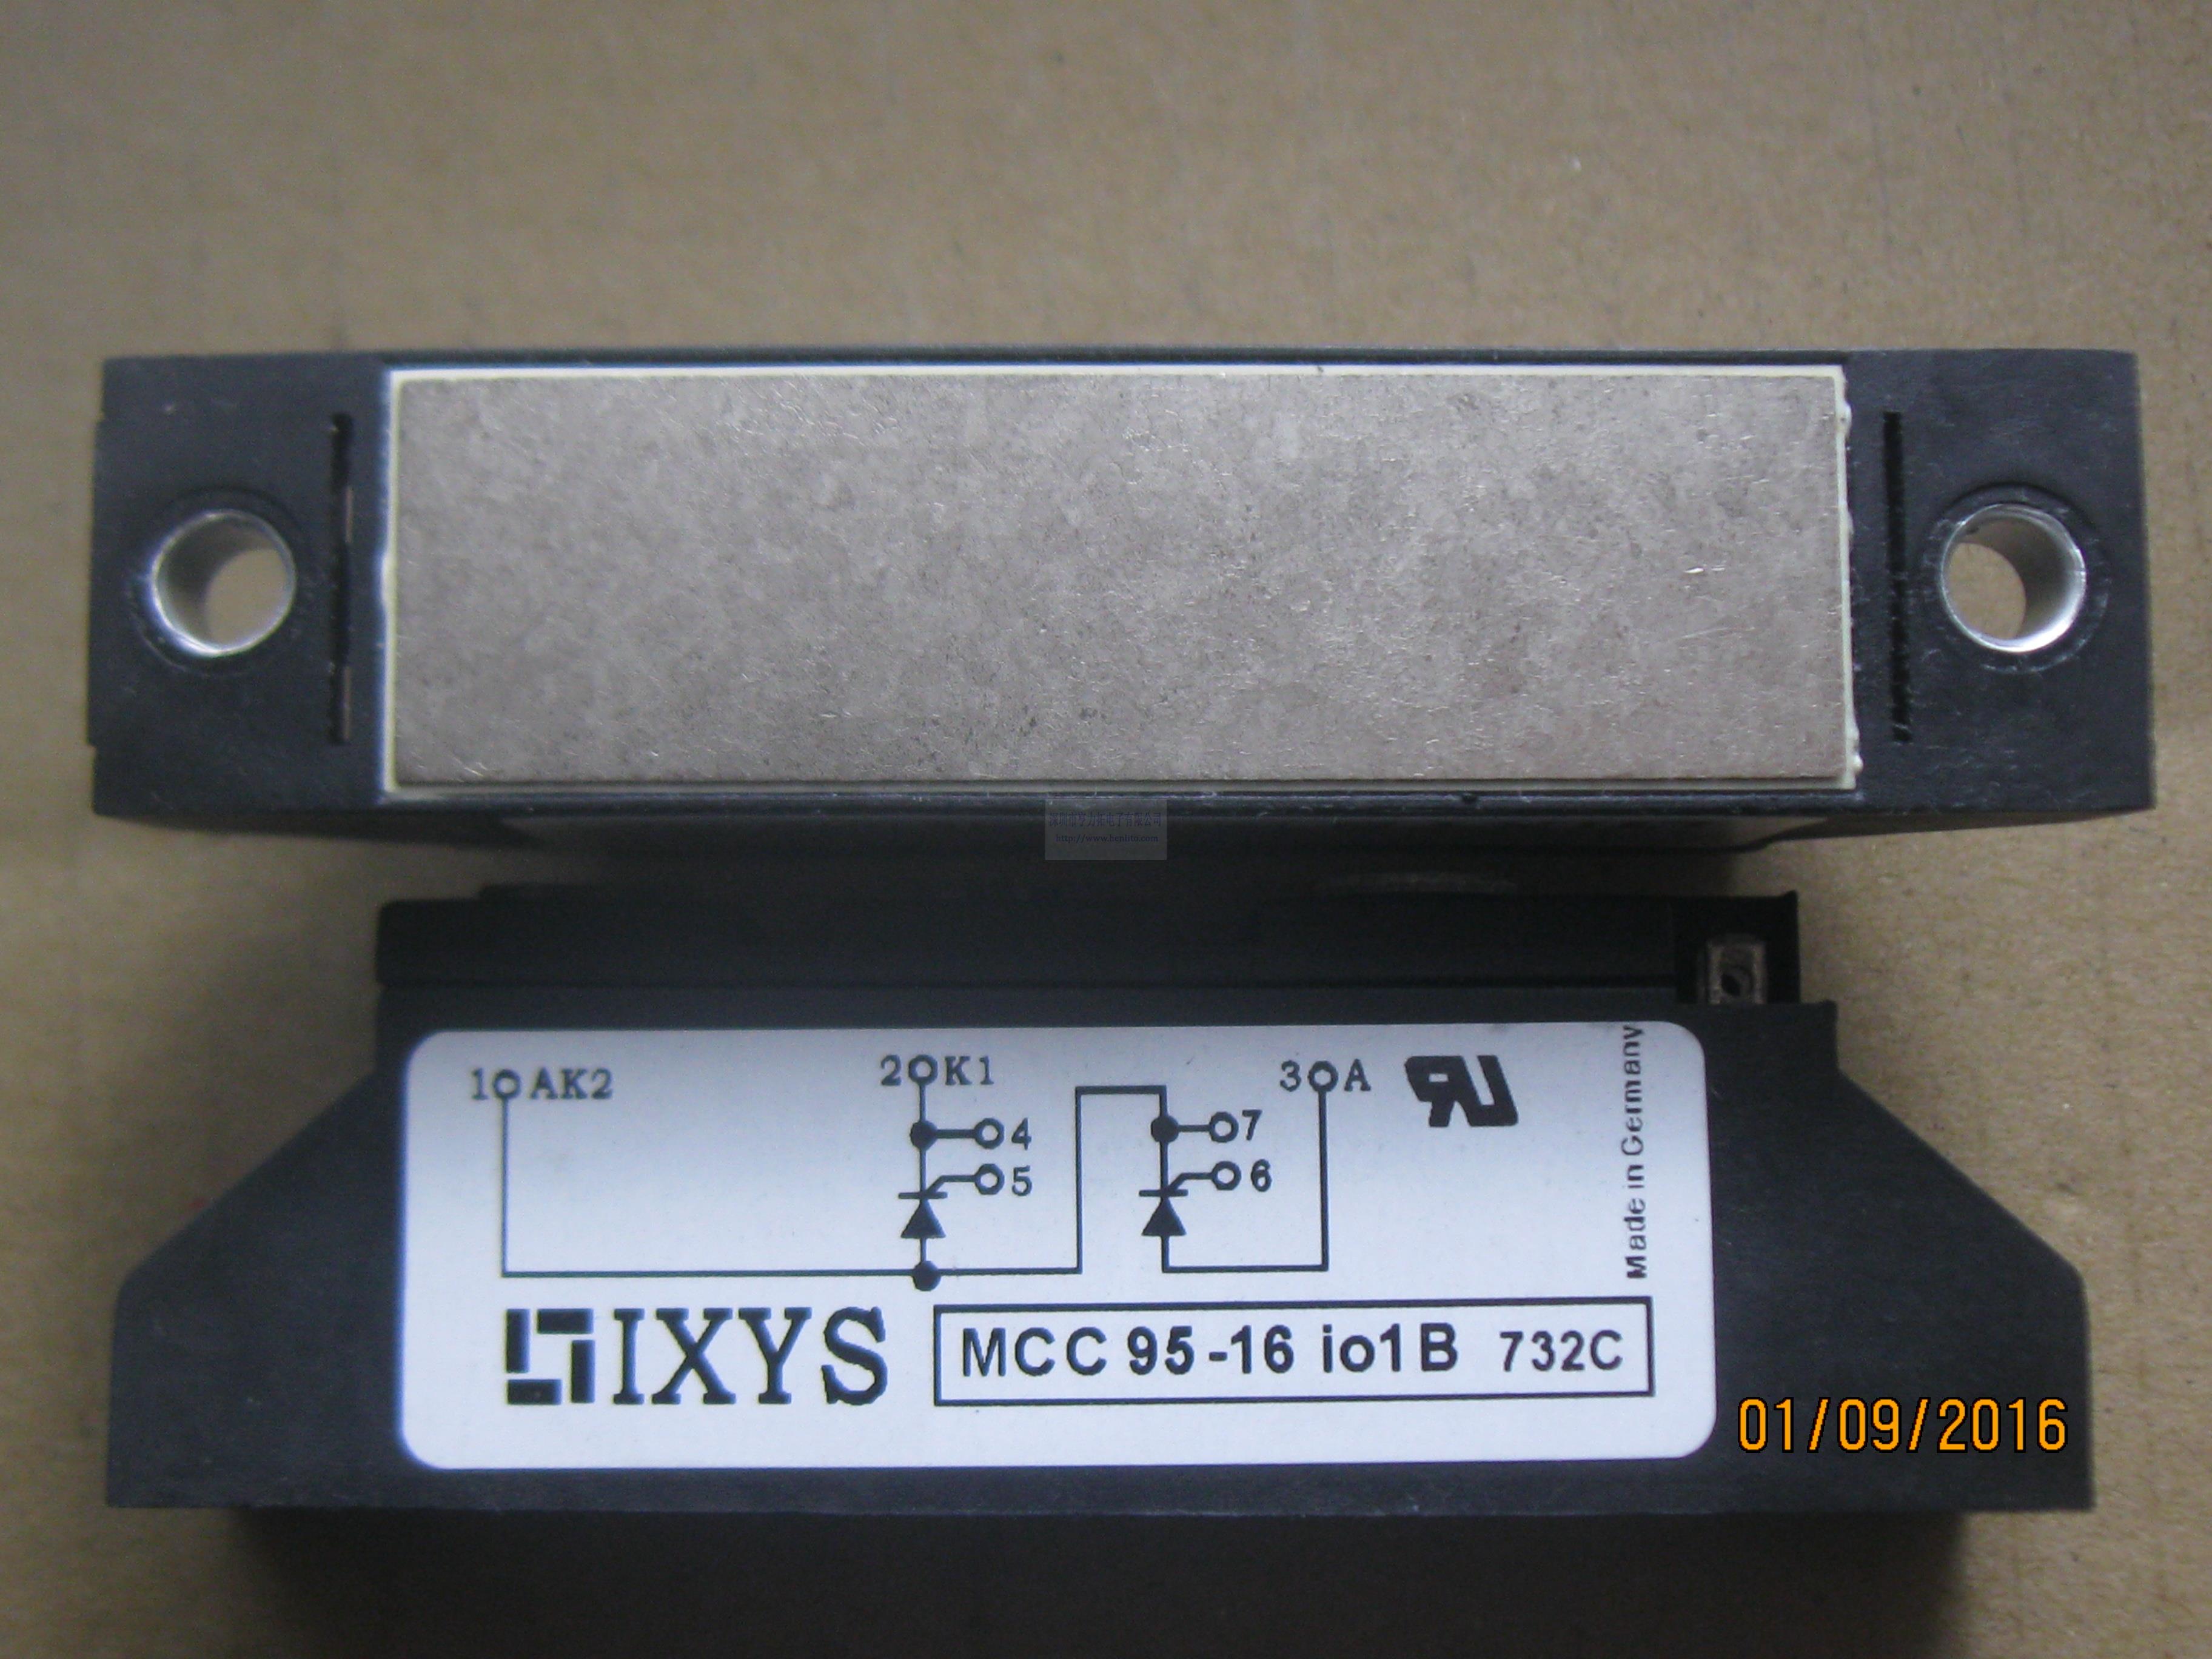 1 AK2
2 K1
3 A
4
7
5
6
Made in Germany
IXYS
MCC 95-16 io1B 732C
01/09/2016